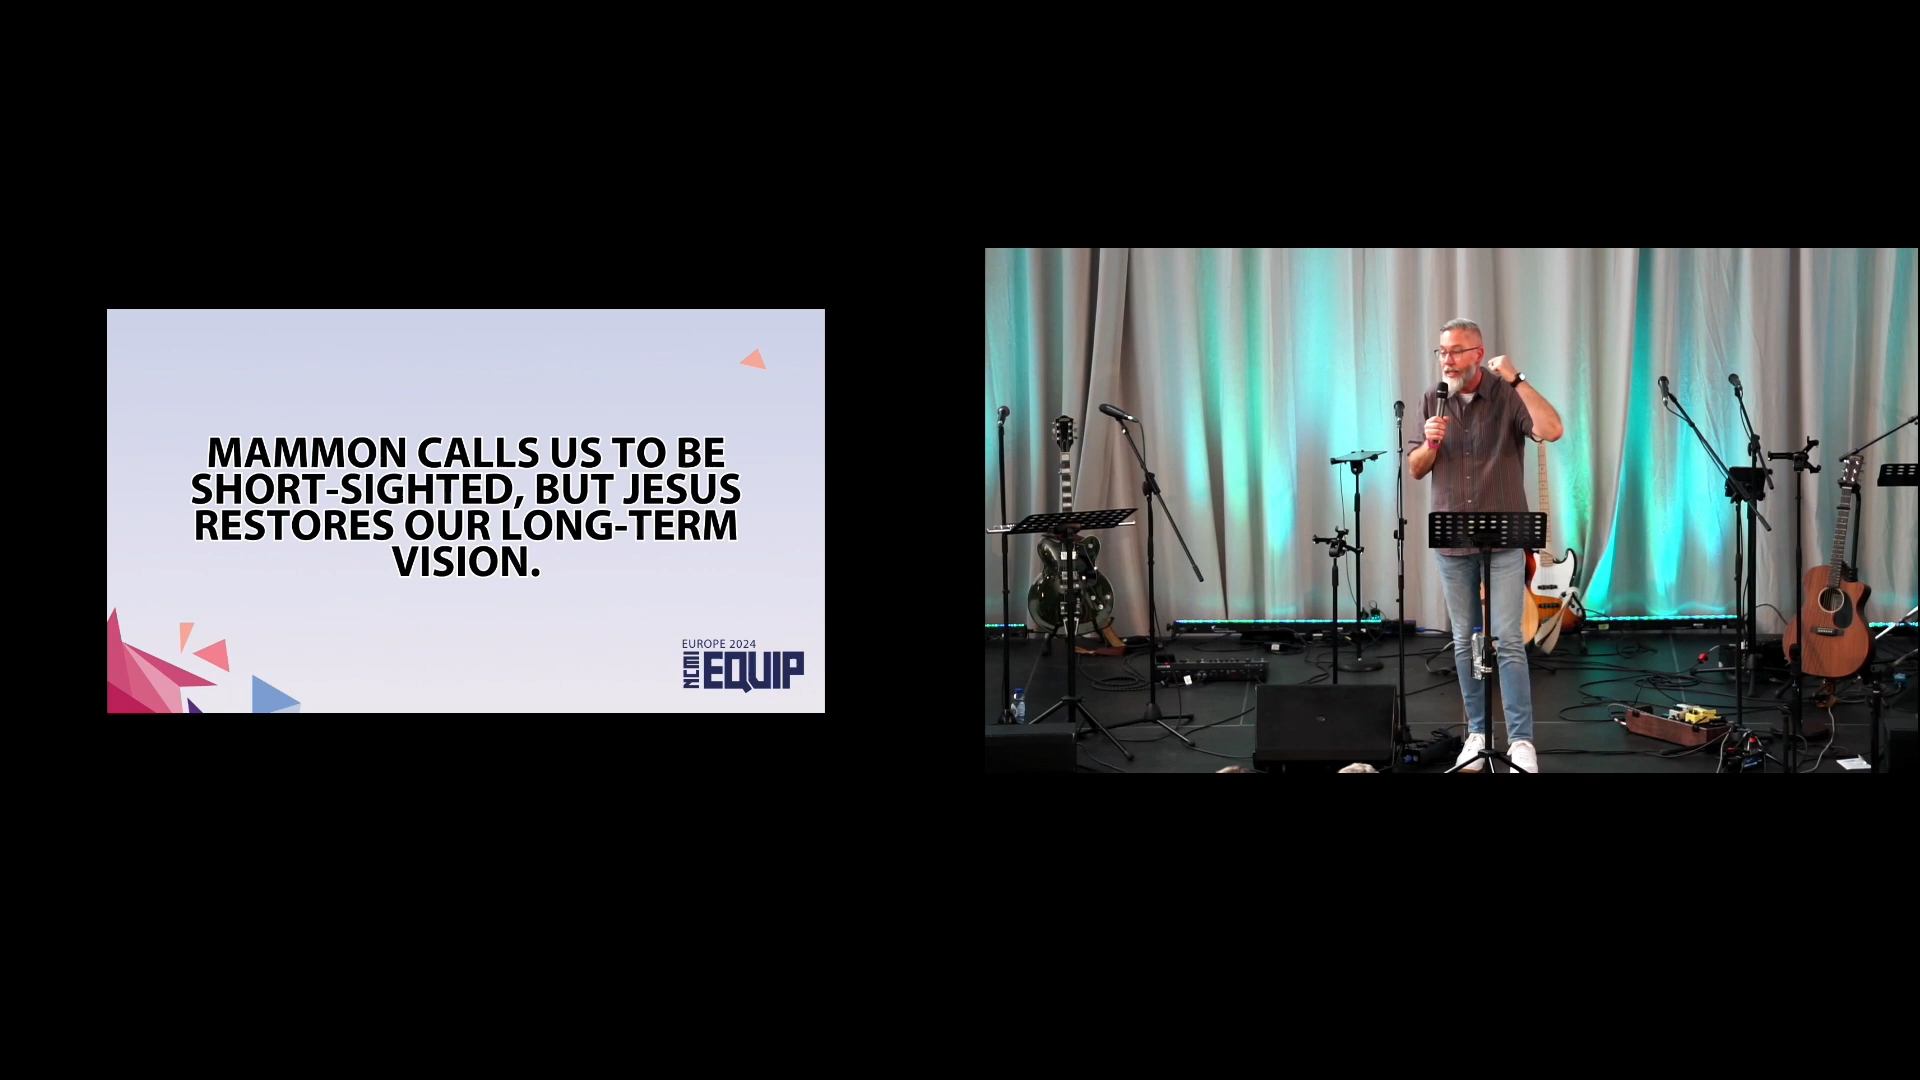 MAMMON CALLS US TO BE
SHORT-SIGHTED, BUT JESUS
RESTORES OUR LONG-TERM
VISION.
EUROPE 2024
NCMI EQUIP